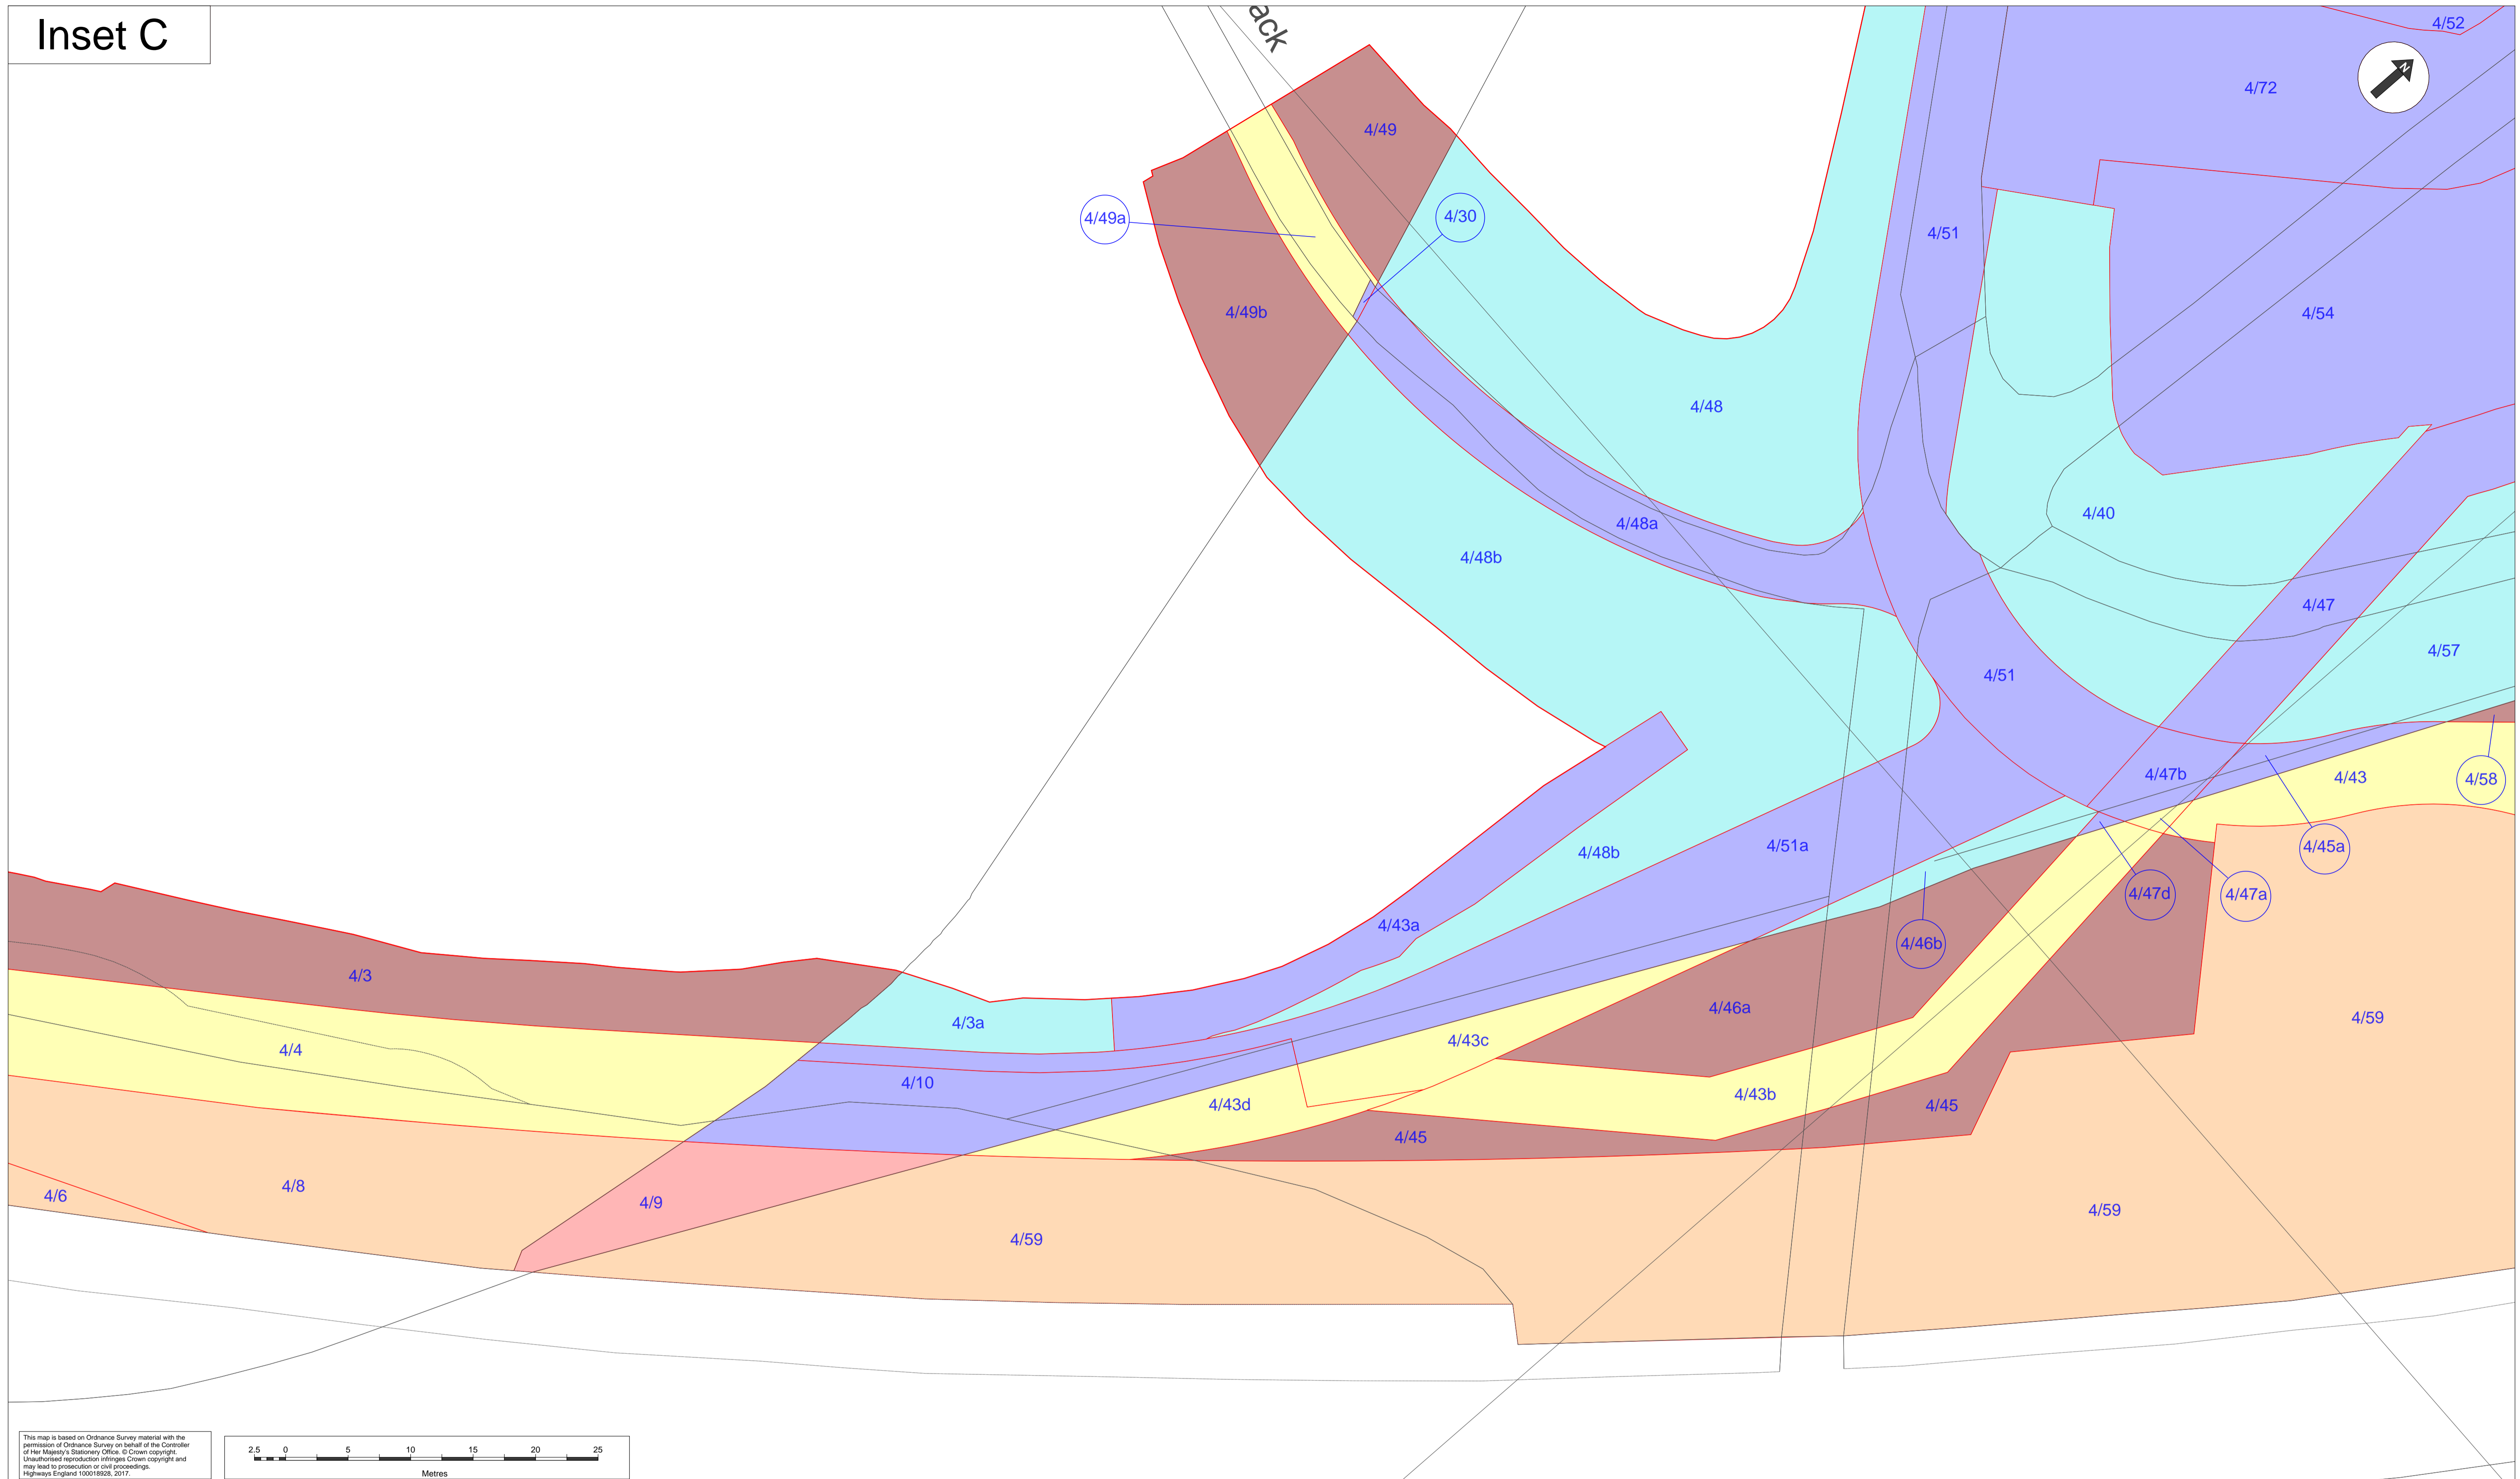 Inset C
ack
4/52
4/72
N
4/49
4/49a
4/30
4/51
4/49b
4/54
4/48
4/40
4/48a
4/48b
4/47
4/57
4/51
4/47b
4/43
4/58
4/51a
4/45a
4/48b
4/47d
4/47a
4/43a
4/46b
4/3
4/46a
4/59
4/3a
4/43c
4/4
4/10
4/43b
4/43d
4/45
4/45
4/8
4/6
4/9
4/59
4/59
This map is based on Ordnance Survey material with the
permission of Ordnance Survey on behalf of the Controller
of Her Majesty's Stationery Office. © Crown copyright.
Unauthorised reproduction infringes Crown copyright and
may lead to prosecution or civil proceedings.
Highways England 100018928, 2017.
2.5 0 5 10 15 20 25
Metres